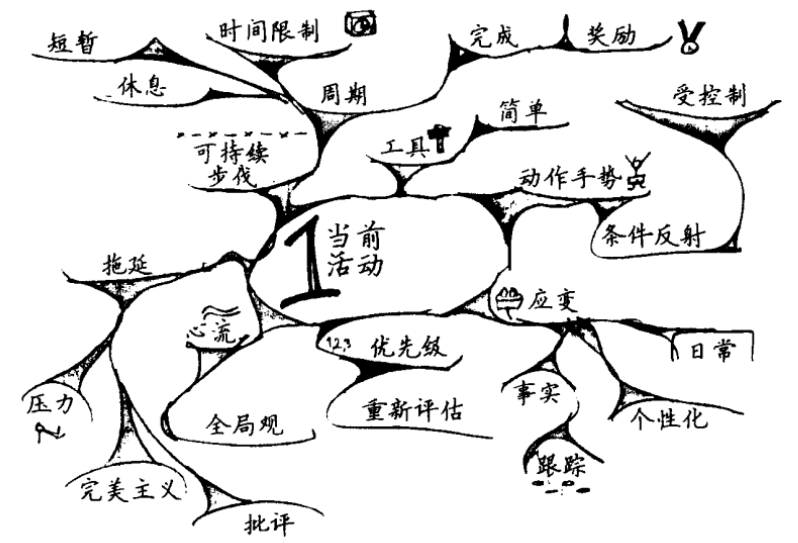 短暂
时间限制
完成
奖励
休息
周期
简单
受控制
可持续
步伐
工具
动作手势
1
当前
活动
条件反射
拖延
心流
应变
1,2,3
优先级
日常
压力
全局观
重新评估
事实
个性化
跟踪
完美主义
批评